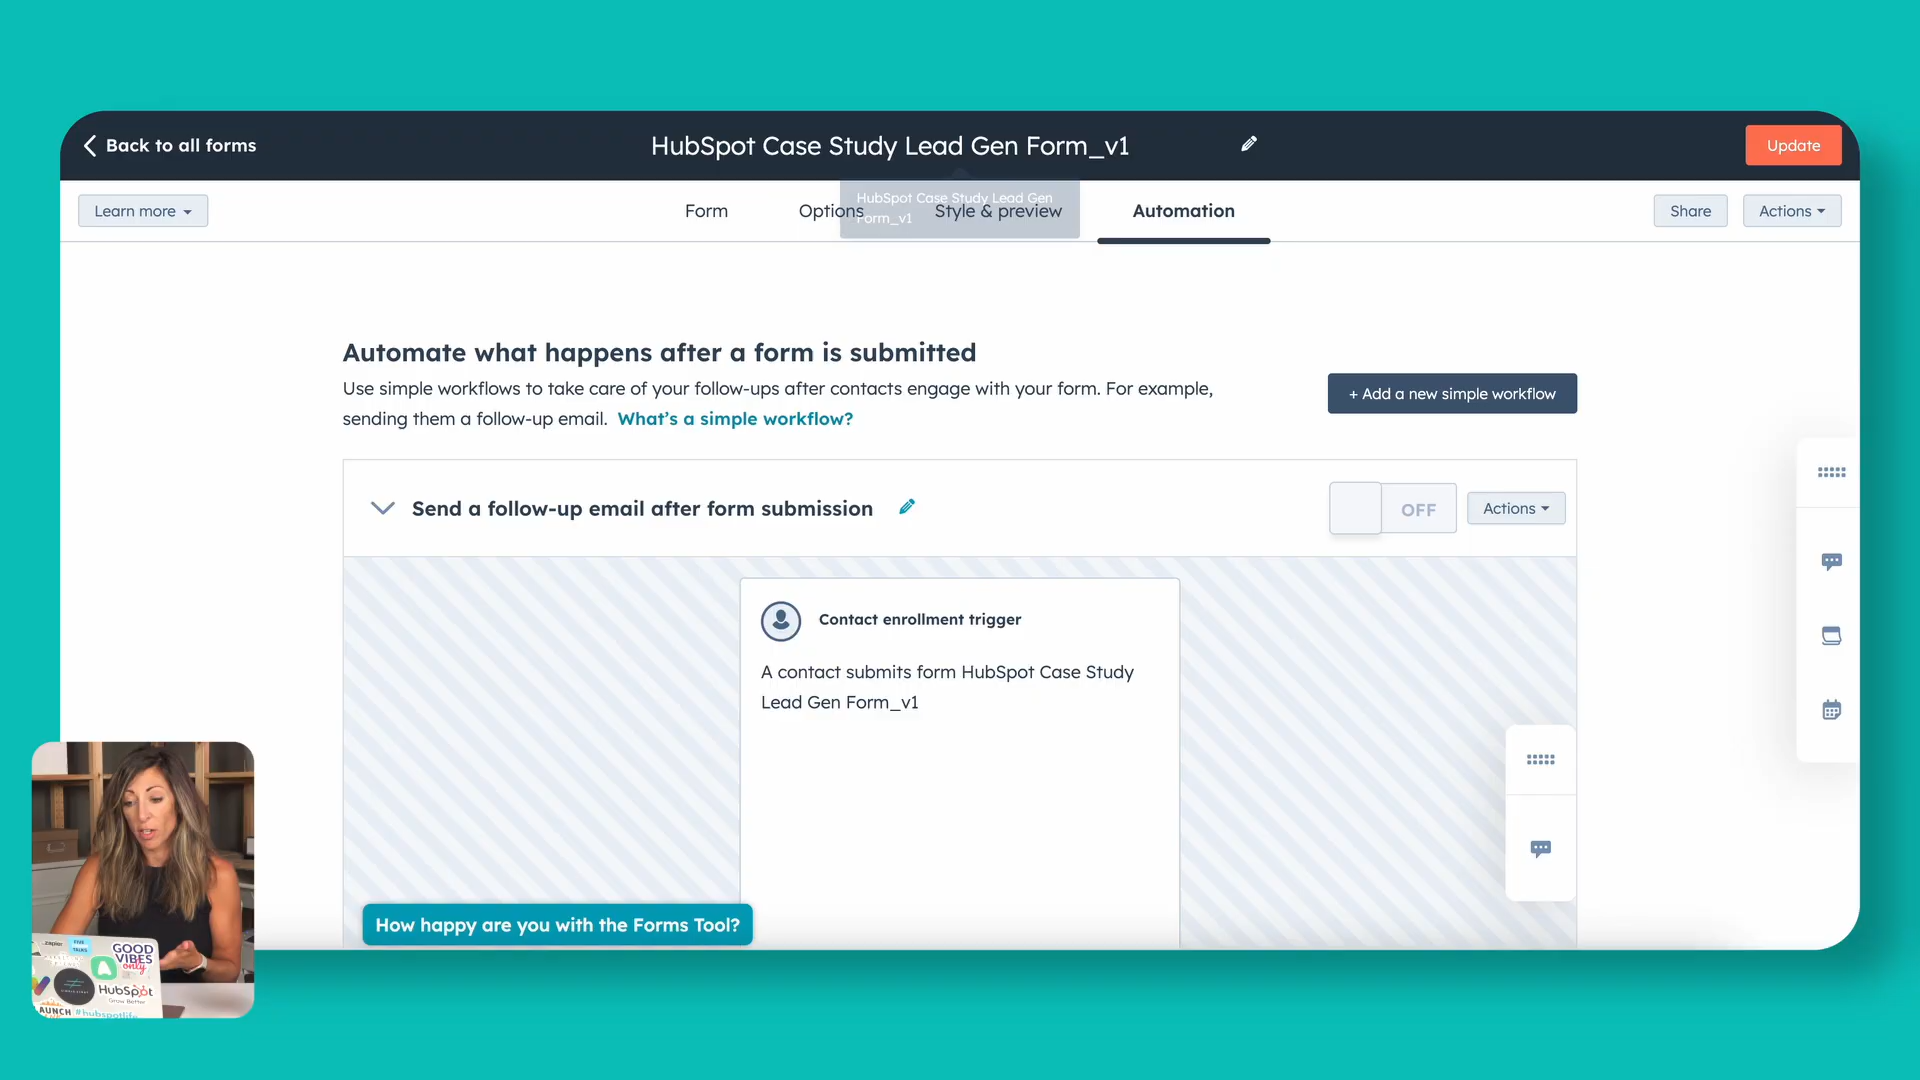 Back to all forms
HubSpot Case Study Lead Gen Form_v1
Update
Learn more
Form
Options
Style & preview
Automation
HubSpot Case Study Lead Gen
Form_v1
Share
Actions
Automate what happens after a form is submitted
Use simple workflows to take care of your follow-ups after contacts engage with your form. For example,
sending them a follow-up email. What's a simple workflow?
+ Add a new simple workflow
Send a follow-up email after form submission
OFF
Actions
Contact enrollment trigger
A contact submits form HubSpot Case Study
Lead Gen Form_v1
How happy are you with the Forms Tool?
GOOD
VIBES
only
HubSpot
Grow Better
#hubspotlife